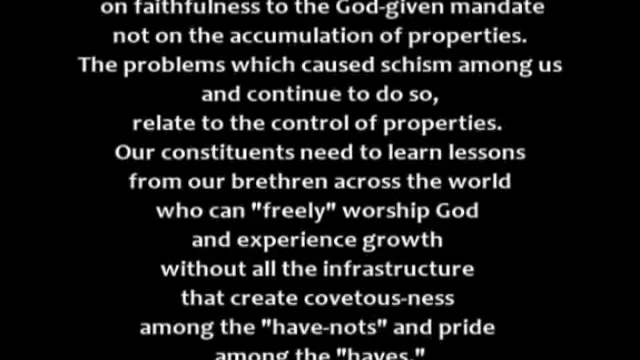 on faithfulness to the God-given mandate
not on the accumulation of properties.
The problems which caused schism among us
and continue to do so,
relate to the control of properties.
Our constituents need to learn lessons
from our brethren across the world
who can "freely" worship God
and experience growth
without all the infrastructure
that create covetous-ness
among the "have-nots" and pride
among the "haves."